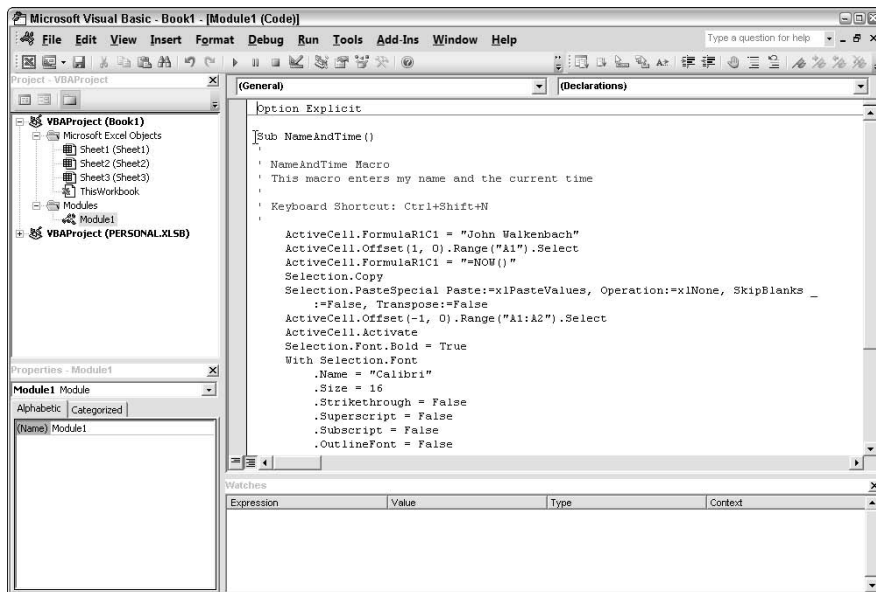 Microsoft Visual Basic - Book1 - [Module1 (Code)]
File Edit View Insert Format Debug Run Tools Add-Ins Window Help
Type a question for help
Project - VBAProject
VBAProject (Book1)
Microsoft Excel Objects
Sheet1 (Sheet1)
Sheet2 (Sheet2)
Sheet3 (Sheet3)
ThisWorkbook
Modules
Module1
VBAProject (PERSONAL.XLSB)
Properties - Module1
Module1 Module
Alphabetic Categorized
(Name) Module1
(General) (Declarations)
Option Explicit
Sub NameAndTime()
'
' NameAndTime Macro
' This macro enters my name and the current time
'
' Keyboard Shortcut: Ctrl+Shift+N
'
ActiveCell.FormulaR1C1 = "John Walkenbach"
ActiveCell.Offset(1, 0).Range("A1").Select
ActiveCell.FormulaR1C1 = "=NOW()"
Selection.Copy
Selection.PasteSpecial Paste:=xlPasteValues, Operation:=xlNone, SkipBlanks _
:=False, Transpose:=False
ActiveCell.Offset(-1, 0).Range("A1:A2").Select
ActiveCell.Activate
Selection.Font.Bold = True
With Selection.Font
.Name = "Calibri"
.Size = 16
.Strikethrough = False
.Superscript = False
.Subscript = False
.OutlineFont = False
Watches
Expression Value Type Context